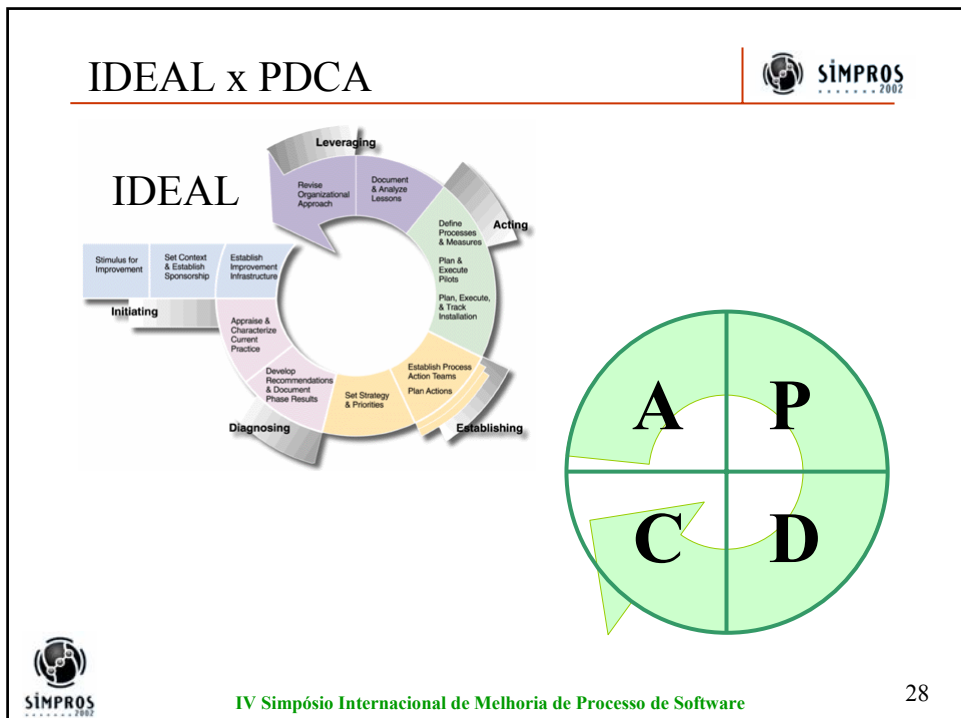 IDEAL x PDCA
SiMPROS
2002
IDEAL
Leveraging
Revise
Organizational
Approach
Document
& Analyze
Lessons
Acting
Define
Processes
& Measures
Plan &
Execute
Pilots
Plan, Execute,
& Track
Installation
Stimulus for
Improvement
Set Context
& Establish
Sponsorship
Establish
Improvement
Infrastructure
Initiating
Appraise &
Characterize
Current
Practice
Develop
Recommendations
& Document
Phase Results
Diagnosing
Set Strategy
& Priorities
Establish Process
Action Teams
Plan Actions
Establishing
A
P
C
D
SiMPROS
2002
IV Simpósio Internacional de Melhoria de Processo de Software
28